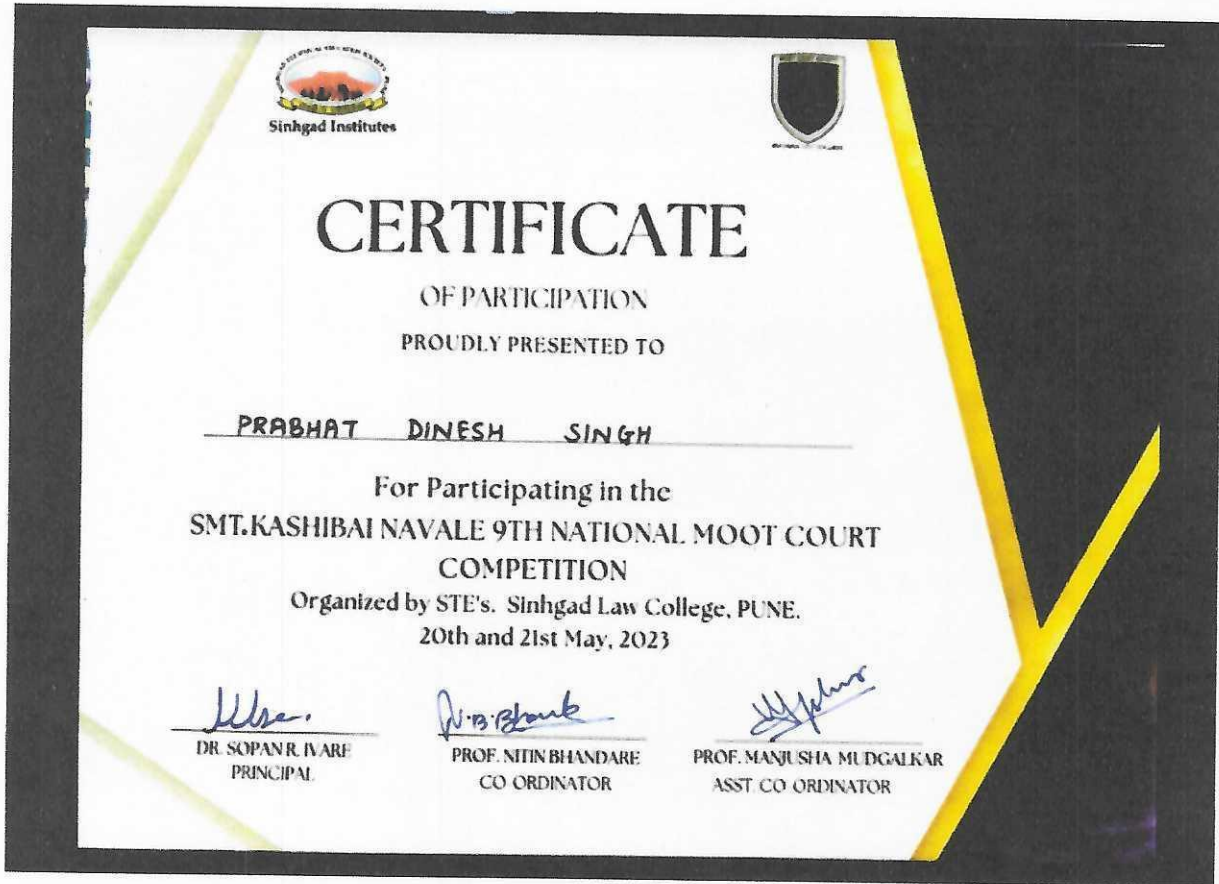 Sinhgad Institutes
CERTIFICATE
OF PARTICIPATION
PROUDLY PRESENTED TO
PRABHAT DINESH SINGH
For Participating in the
SMT.KASHIBAI NAVALE 9TH NATIONAL MOOT COURT
COMPETITION
Organized by STE's. Sinhgad Law College, PUNE.
20th and 21st May, 2023
DR. SOPAN R. IVARE
PRINCIPAL
PROF. NITIN BHANDARE
CO ORDINATOR
PROF. MANJUSHA MUDGALKAR
ASST. CO ORDINATOR